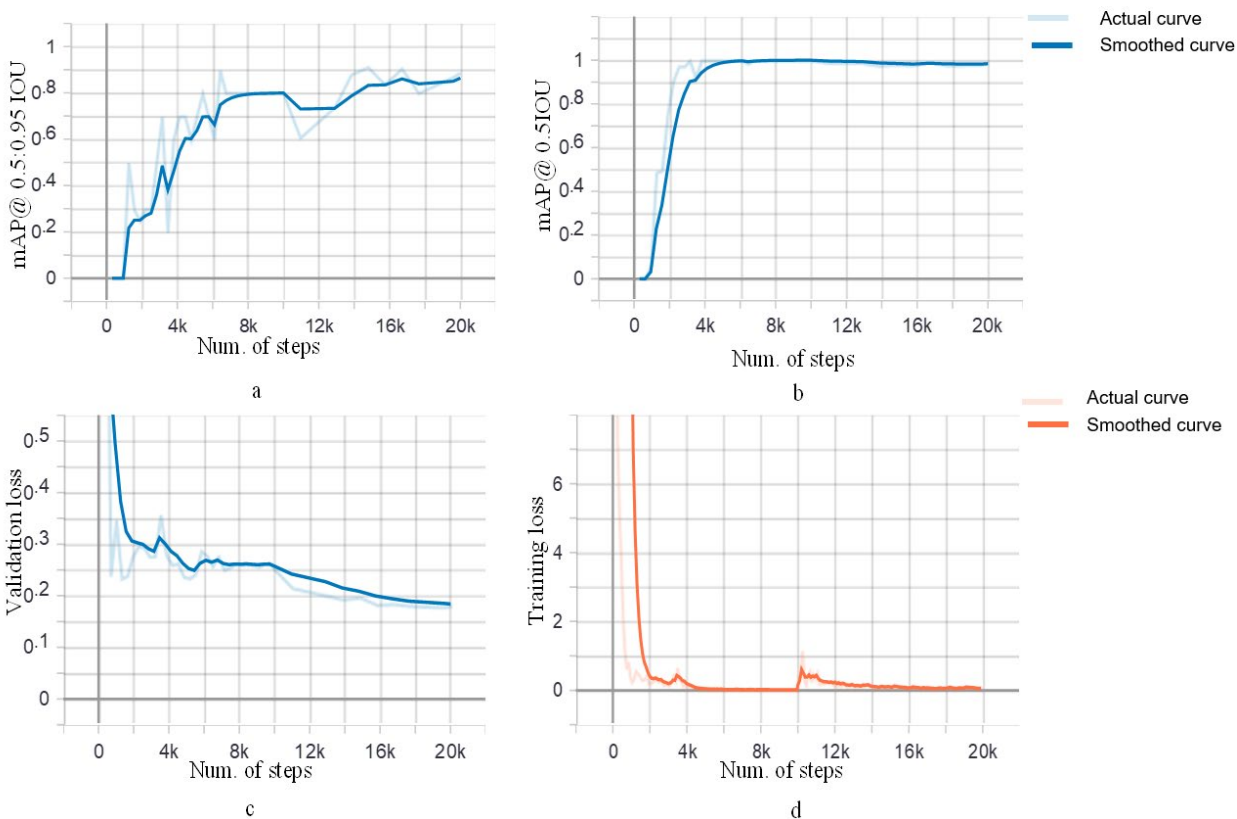 Actual curve
Smoothed curve
mAP@ 0.5:0.95 IOU
1
0.8
0.6
0.4
0.2
0
0 4k 8k 12k 16k 20k
Num. of steps
a
mAP@ 0.5IOU
1
0.8
0.6
0.4
0.2
0
0 4k 8k 12k 16k 20k
Num. of steps
b
Actual curve
Smoothed curve
Validation loss
0.5
0.4
0.3
0.2
0.1
0
0 4k 8k 12k 16k 20k
Num. of steps
c
Training loss
6
4
2
0
0 4k 8k 12k 16k 20k
Num. of steps
d